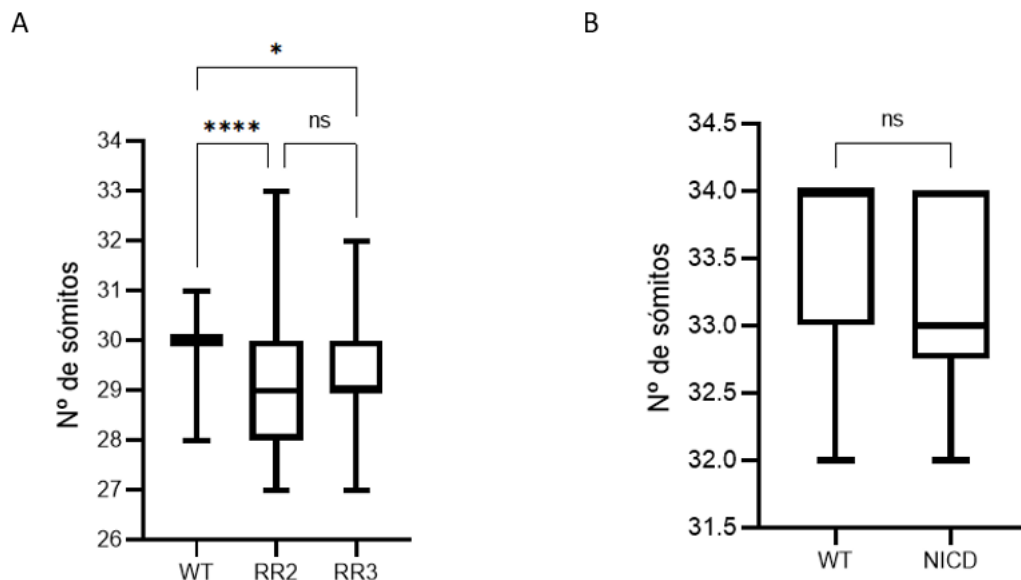 A
*
****
ns
34
33
32
31
30
29
28
27
26
Nº de sómitos
WT RR2 RR3
B
ns
34.5
34.0
33.5
33.0
32.5
32.0
31.5
Nº de sómitos
WT NICD